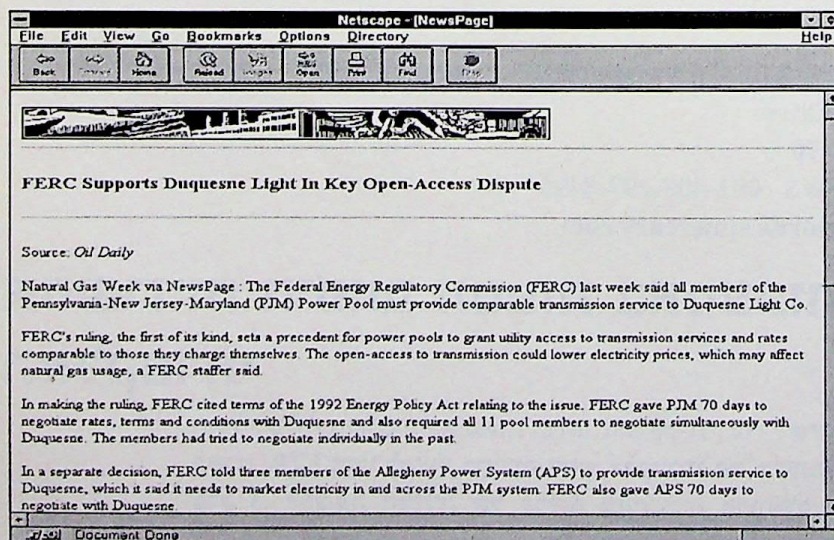 Netscape - [NewsPage]
File Edit View Go Bookmarks Options Directory Help
Back Home Reload Images Open Print Find
FERC Supports Duquesne Light In Key Open-Access Dispute
Source: Oil Daily
Natural Gas Week via NewsPage : The Federal Energy Regulatory Commission (FERC) last week said all members of the
Pennsylvania-New Jersey-Maryland (PJM) Power Pool must provide comparable transmission service to Duquesne Light Co.
FERC's ruling, the first of its kind, sets a precedent for power pools to grant utility access to transmission services and rates
comparable to those they charge themselves. The open-access to transmission could lower electricity prices, which may affect
natural gas usage, a FERC staffer said.
In making the ruling, FERC cited terms of the 1992 Energy Policy Act relating to the issue. FERC gave PJM 70 days to
negotiate rates, terms and conditions with Duquesne and also required all 11 pool members to negotiate simultaneously with
Duquesne. The members had tried to negotiate individually in the past.
In a separate decision, FERC told three members of the Allegheny Power System (APS) to provide transmission service to
Duquesne, which it said it needs to market electricity in and across the PJM system. FERC also gave APS 70 days to
negotiate with Duquesne.
Document Done